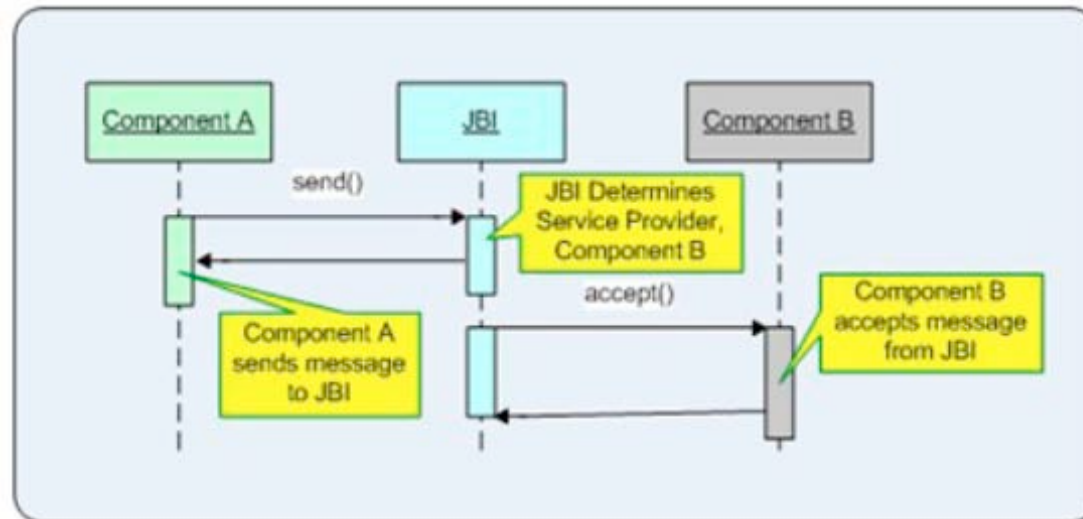 Component A
JBI
Component B
send()
JBI Determines
Service Provider,
Component B
accept()
Component B
accepts message
from JBI
Component A
sends message
to JBI